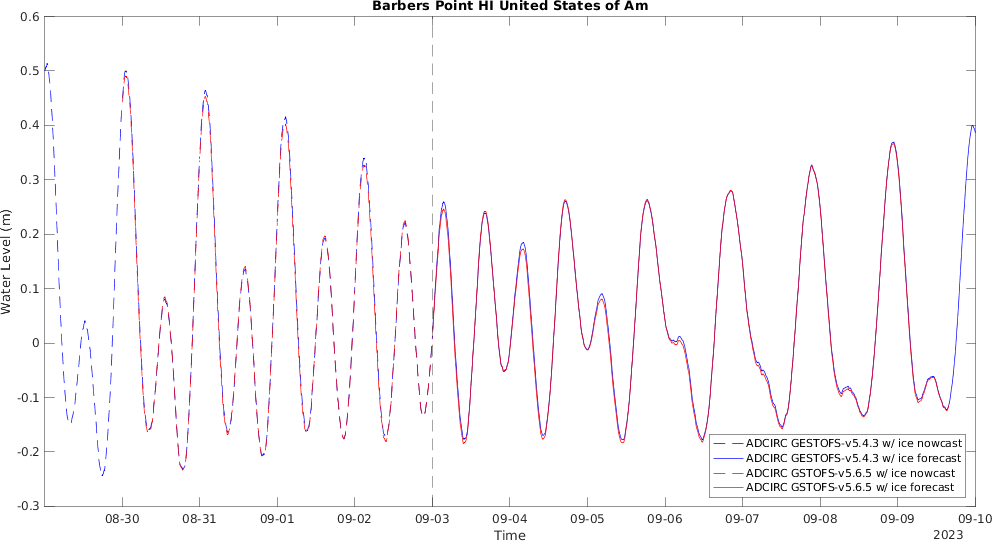 Barbers Point HI United States of Am
Water Level (m)
0.6
0.5
0.4
0.3
0.2
0.1
0
-0.1
-0.2
-0.3
ADCIRC GESTOFS-v5.4.3 w/ ice nowcast
ADCIRC GESTOFS-v5.4.3 w/ ice forecast
ADCIRC GSTOFS-v5.6.5 w/ ice nowcast
ADCIRC GSTOFS-v5.6.5 w/ ice forecast
08-30 08-31 09-01 09-02 09-03 09-04 09-05 09-06 09-07 09-08 09-09 09-10
Time
2023